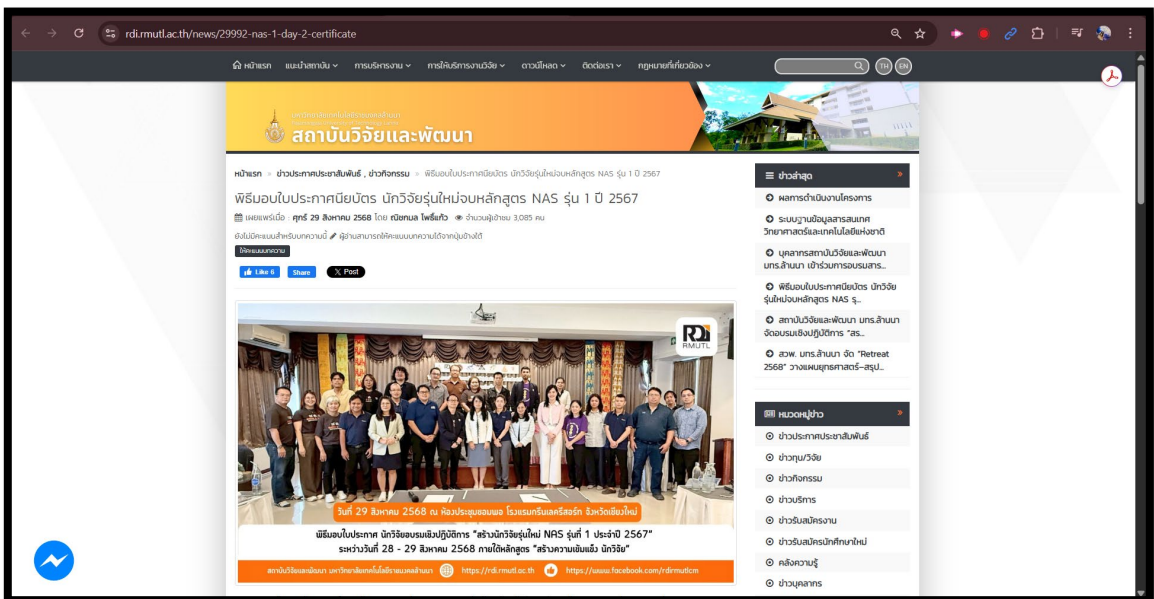 rdi.rmutl.ac.th/news/29992-nas-1-day-2-certificate
หน้าแรก แนะนำสถาบัน การบริหารงาน การให้บริการงานวิจัย ดาวน์โหลด ติดต่อเรา กฎหมายที่เกี่ยวข้อง TH EN
มหาวิทยาลัยเทคโนโลยีราชมงคลล้านนา
สถาบันวิจัยและพัฒนา
หน้าแรก » ข่าวประกาศประชาสัมพันธ์ , ข่าวกิจกรรม » พิธีมอบใบประกาศนียบัตร นักวิจัยรุ่นใหม่จบหลักสูตร NAS รุ่น 1 ปี 2567
พิธีมอบใบประกาศนียบัตร นักวิจัยรุ่นใหม่จบหลักสูตร NAS รุ่น 1 ปี 2567
เผยแพร่เมื่อ : ศุกร์ 29 สิงหาคม 2568 โดย ณิชกมล โพธิ์แก้ว จำนวนผู้เข้าชม 3,085 คน
ยังไม่มีคะแนนสำหรับบทความนี้ ผู้อ่านสามารถให้คะแนนบทความได้จากปุ่มข้างใต้
ให้คะแนนบทความ
Like 6 Share X Post
RDi
RMUTL
วันที่ 29 สิงหาคม 2568 ณ ห้องประชุมจอมพอ โรงแรมกรีนเลครีสอร์ท จังหวัดเชียงใหม่
พิธีมอบใบประกาศ นักวิจัยอบรมเชิงปฏิบัติการ “สร้างนักวิจัยรุ่นใหม่ NRS รุ่นที่ 1 ประจำปี 2567”
ระหว่างวันที่ 28 - 29 สิงหาคม 2568 ภายใต้หลักสูตร “สร้างความเข้มแข็ง นักวิจัย”
สถาบันวิจัยและพัฒนา มหาวิทยาลัยเทคโนโลยีราชมงคลล้านนา https://rdi.rmutl.ac.th https://www.facebook.com/rdirmutlcm
ข่าวล่าสุด
ผลการดำเนินงานโครงการ
ระบบฐานข้อมูลสารสนเทศ
วิทยาศาสตร์และเทคโนโลยีแห่งชาติ
บุคลากรสถาบันวิจัยและพัฒนา
มทร.ล้านนา เข้าร่วมการอบรมสาร...
พิธีมอบใบประกาศนียบัตร นักวิจัย
รุ่นใหม่จบหลักสูตร NAS รุ...
สถาบันวิจัยและพัฒนา มทร.ล้านนา
จัดอบรมเชิงปฏิบัติการ “สร...
สวพ. มทร.ล้านนา จัด “Retreat
2568” วางแผนยุทธศาสตร์–สรุป...
หมวดหมู่ข่าว
ข่าวประกาศประชาสัมพันธ์
ข่าวทุน/วิจัย
ข่าวกิจกรรม
ข่าวบริการ
ข่าวรับสมัครงาน
ข่าวรับสมัครนักศึกษาใหม่
คลังความรู้
ข่าวบุคลากร